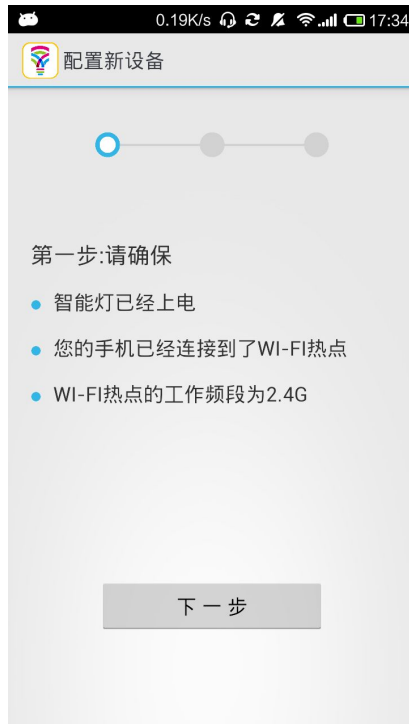 0.19K/s 17:34
配置新设备
第一步:请确保
智能灯已经上电
您的手机已经连接到了WI-FI热点
WI-FI热点的工作频段为2.4G
下一步